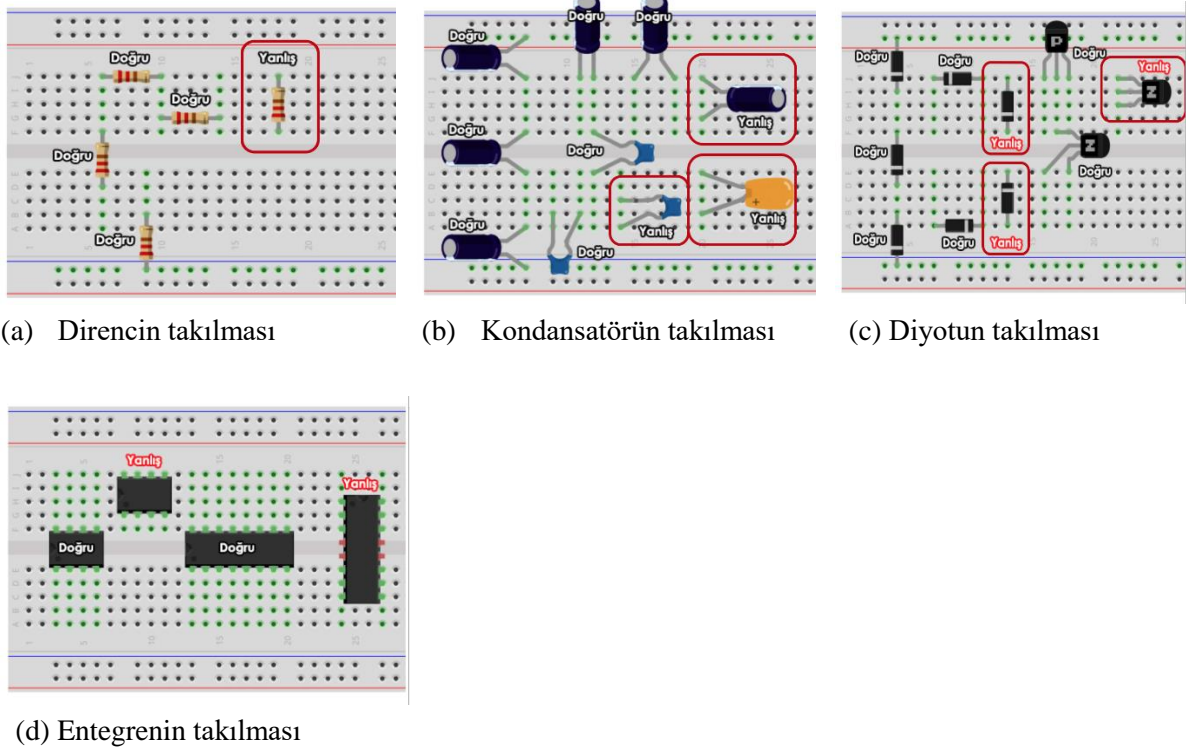 Doğru
Yanlış
Doğru
Doğru
Doğru
(a) Direncin takılması
Doğru
Doğru
Doğru
Doğru
Doğru
Yanlış
Doğru
Yanlış
Yanlış
Doğru
(b) Kondansatörün takılması
Doğru
P
Doğru
Doğru
Yanlış
Z
Doğru
Yanlış
Z
Doğru
Doğru
Doğru
Yanlış
(c) Diyotun takılması
Yanlış
Yanlış
Doğru
Doğru
(d) Entegrenin takılması